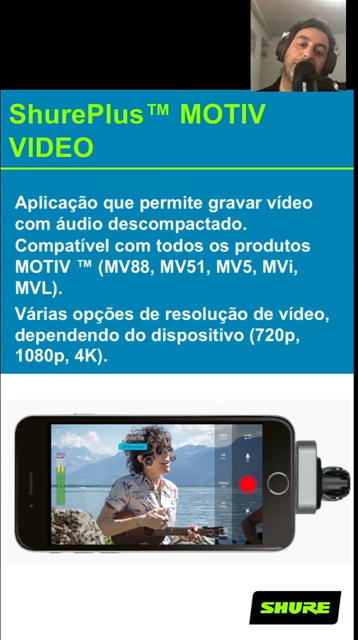 ShurePlus™ MOTIV
VIDEO
Aplicação que permite gravar vídeo
com áudio descompactado.
Compatível com todos os produtos
MOTIV ™ (MV88, MV51, MV5, MVi,
MVL).
Várias opções de resolução de vídeo,
dependendo do dispositivo (720p,
1080p, 4K).
SHURE